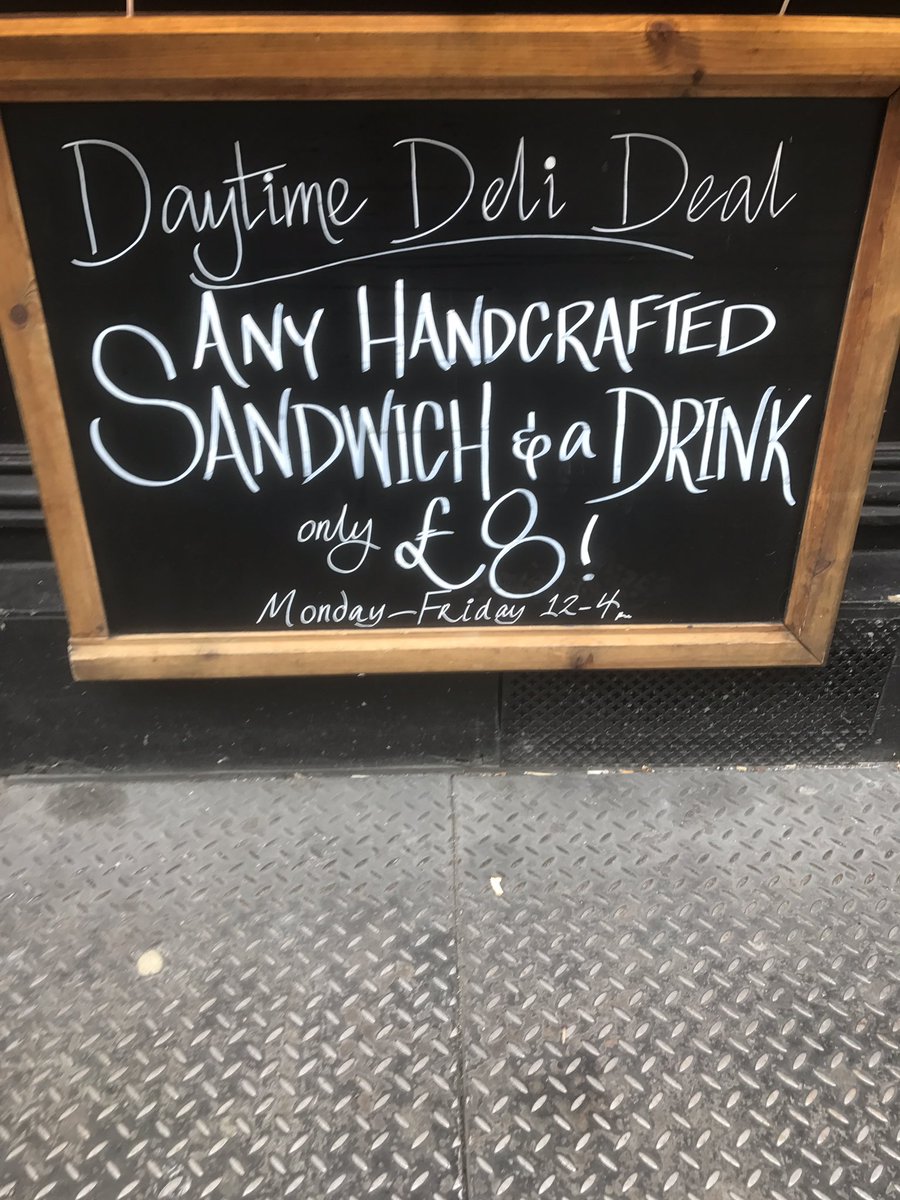 Daytime Deli Deal
ANY HANDCRAFTED
SANDWICH & a DRINK
only £8!
Monday-Friday 12-4pm